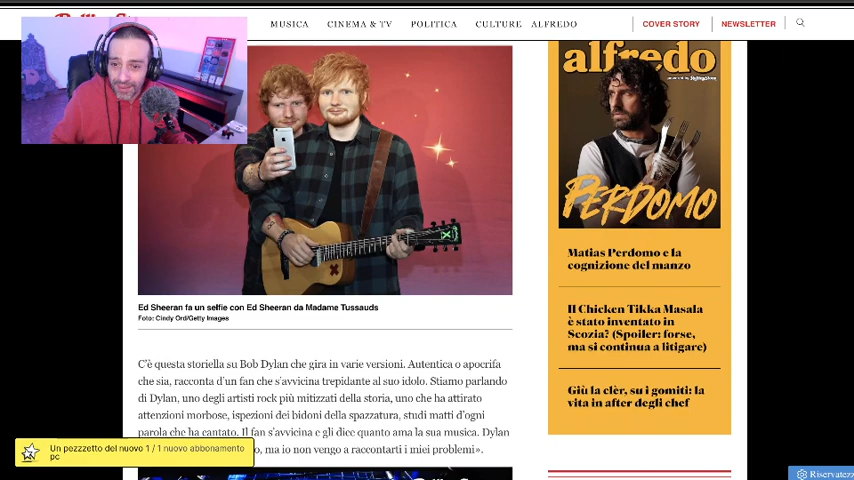 MUSICA
CINEMA & TV
POLITICA
CULTURE
ALFREDO
COVER STORY
NEWSLETTER
alfredo
PERDOMO
Ed Sheeran fa un selfie con Ed Sheeran da Madame Tussauds
Foto: Cindy Ord/Getty Images
C'è questa storiella su Bob Dylan che gira in varie versioni. Autentica o apocrifa
che sia, racconta d'un fan che s'avvicina trepidante al suo idolo. Stiamo parlando
di Dylan, uno degli artisti rock più mitizzati della storia, uno che ha attirato
attenzioni morbose, ispezioni dei bidoni della spazzatura, studi matti d'ogni
parola che ha cantato. Il fan s'avvicina e gli dice quanto ama la sua musica. Dylan
, ma io non vengo a raccontarti i miei problemi».
Matias Perdomo e la
cognizione del manzo
Il Chicken Tikka Masala
è stato inventato in
Scozia? (Spoiler: forse,
ma si continua a litigare)
Giù la clèr, su i gomiti: la
vita in after degli chef
Un pezzzetto del nuovo 1 / 1 nuovo abbonamento
pc
Riservatezz